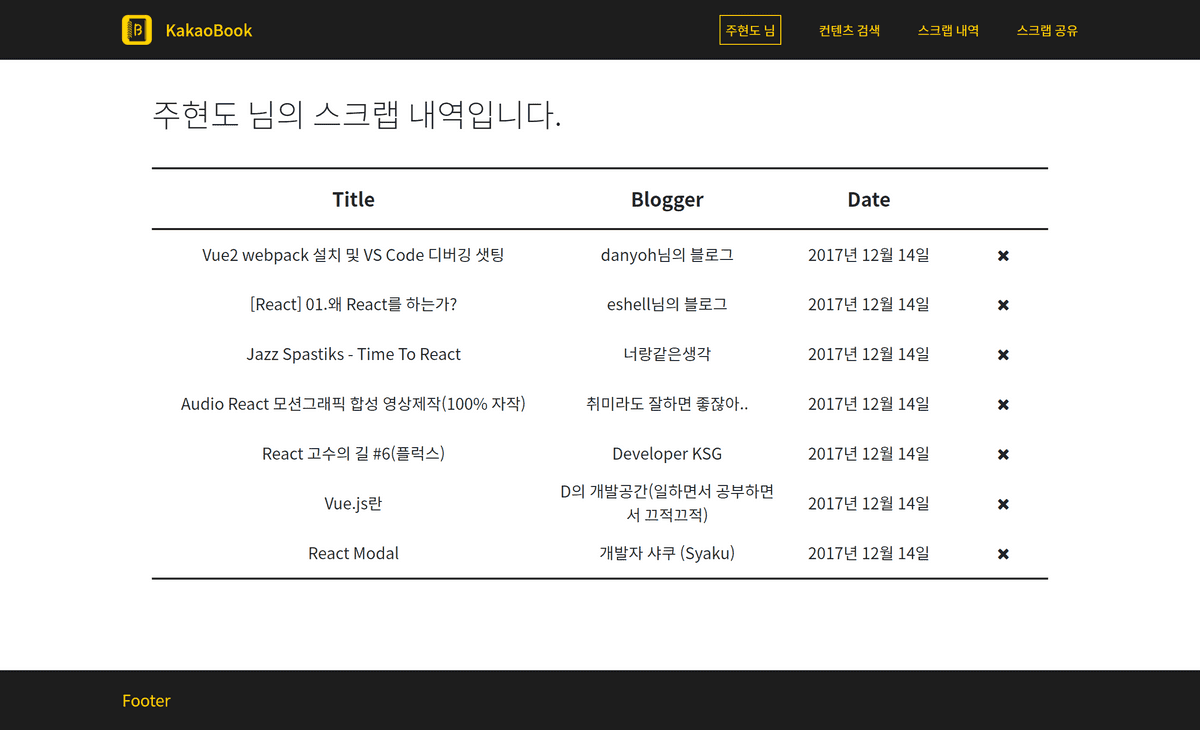 KakaoBook
주현도 님
컨텐츠 검색
스크랩 내역
스크랩 공유
주현도 님의 스크랩 내역입니다.
Title Blogger Date
Vue2 webpack 설치 및 VS Code 디버깅 샛팅 danyoh님의 블로그 2017년 12월 14일 ✖
[React] 01.왜 React를 하는가? eshell님의 블로그 2017년 12월 14일 ✖
Jazz Spastiks - Time To React 너랑같은생각 2017년 12월 14일 ✖
Audio React 모션그래픽 합성 영상제작(100% 자작) 취미라도 잘하면 좋잖아.. 2017년 12월 14일 ✖
React 고수의 길 #6(플럭스) Developer KSG 2017년 12월 14일 ✖
Vue.js란 D의 개발공간(일하면서 공부하면
서 끄적끄적) 2017년 12월 14일 ✖
React Modal 개발자 샤쿠 (Syaku) 2017년 12월 14일 ✖
Footer